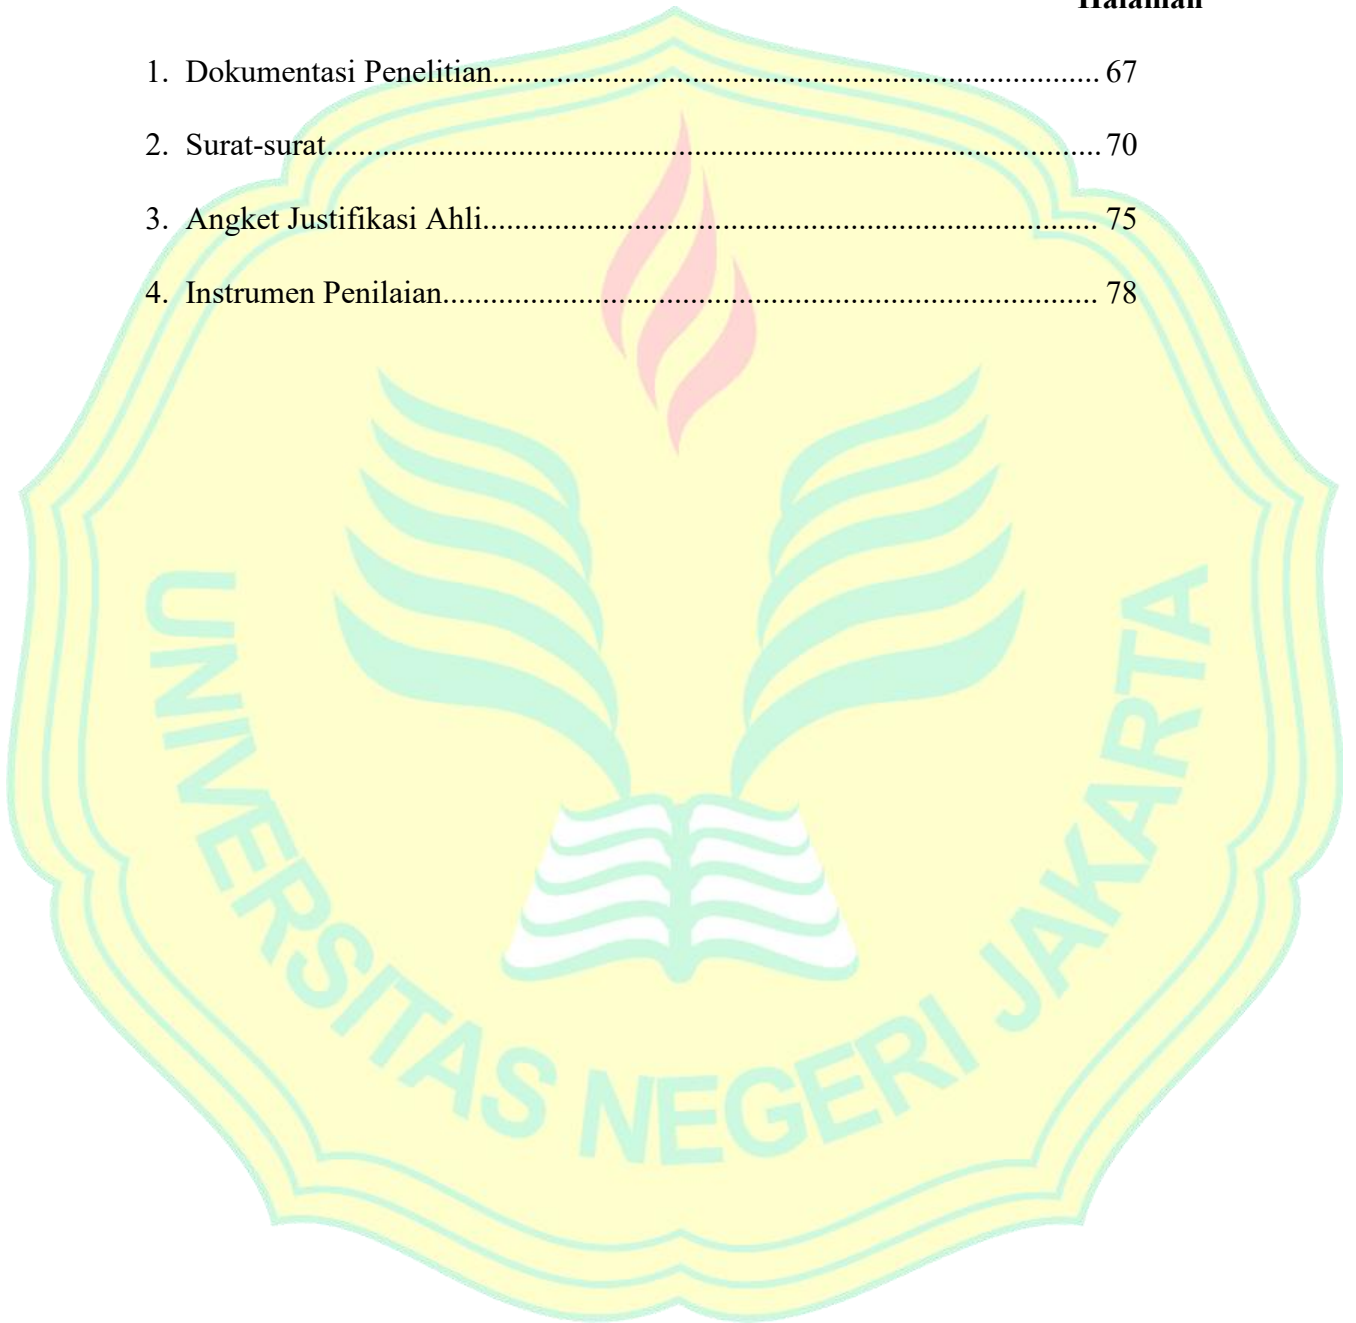 Halaman
1. Dokumentasi Penelitian........................................................................... 67
2. Surat-surat................................................................................................ 70
3. Angket Justifikasi Ahli............................................................................ 75
4. Instrumen Penilaian................................................................................. 78
UNIVERSITAS NEGERI JAKARTA